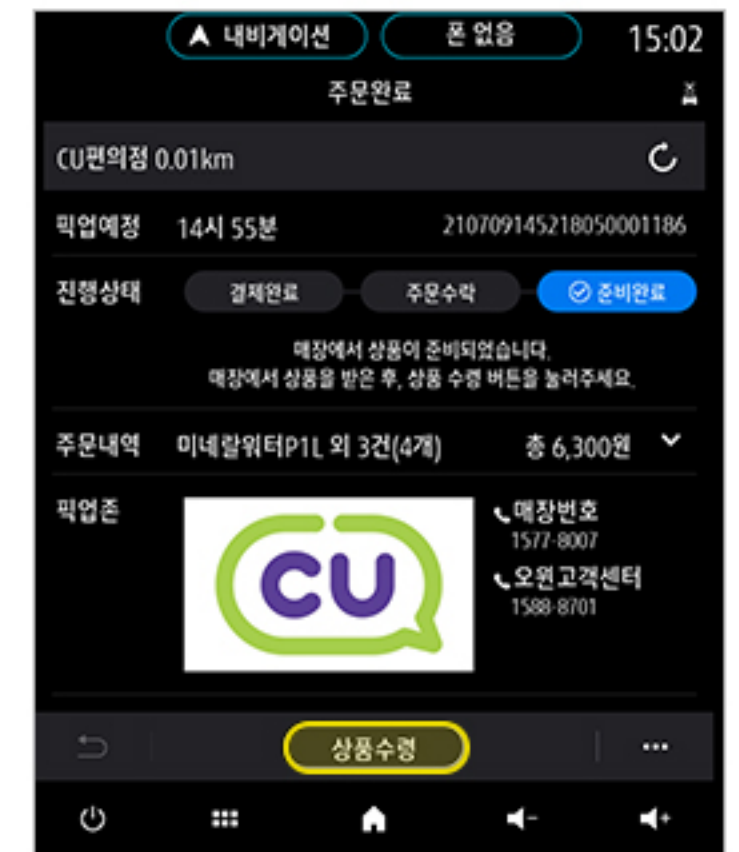 내비게이션 폰 없음 15:02
주문완료
CU편의점 0.01km
픽업예정 14시 55분 2107091452180500001186
진행상태 결제완료 주문수락 준비완료
매장에서 상품이 준비되었습니다.
매장에서 상품을 받은 후, 상품 수령 버튼을 눌러주세요.
주문내역 미네랄워터P1L 외 3건(4개) 총 6,300원
픽업존
CU
매장번호
1577-8007
오윈고객센터
1588-8701
상품수령